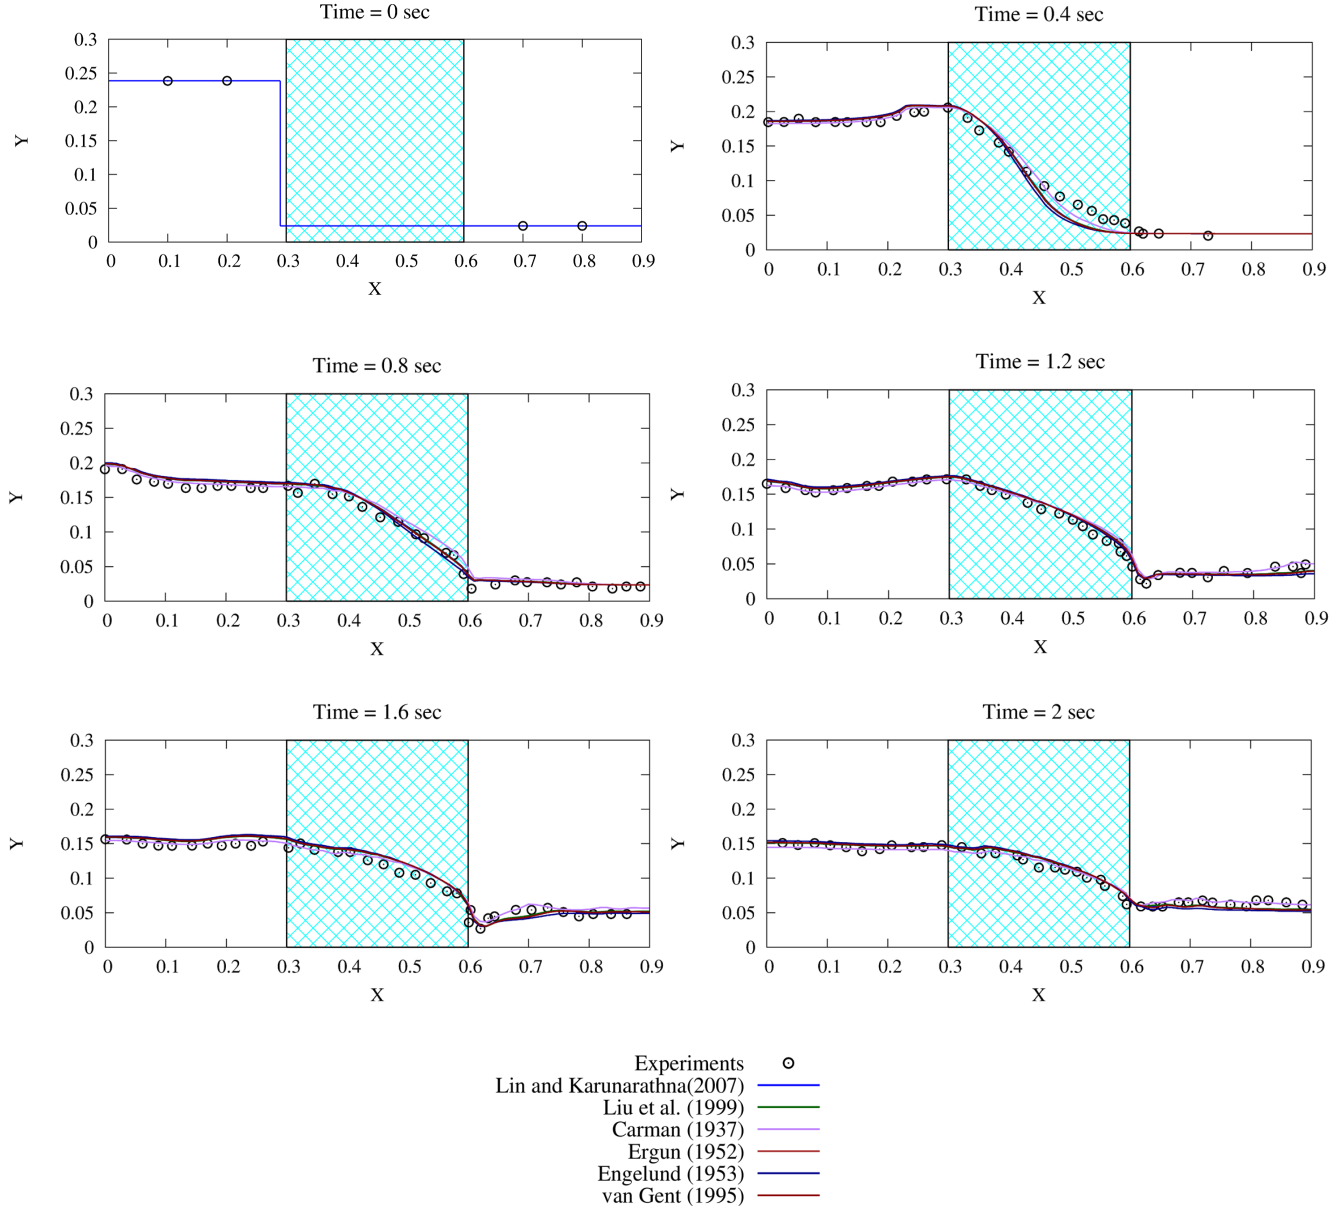 Time = 0 sec
0.3
0.25
0.2
0.15
0.1
0.05
0
Y
0 0.1 0.2 0.3 0.4 0.5 0.6 0.7 0.8 0.9
X
Time = 0.4 sec
0.3
0.25
0.2
0.15
0.1
0.05
0
Y
0 0.1 0.2 0.3 0.4 0.5 0.6 0.7 0.8 0.9
X
Time = 0.8 sec
0.3
0.25
0.2
0.15
0.1
0.05
0
Y
0 0.1 0.2 0.3 0.4 0.5 0.6 0.7 0.8 0.9
X
Time = 1.2 sec
0.3
0.25
0.2
0.15
0.1
0.05
0
Y
0 0.1 0.2 0.3 0.4 0.5 0.6 0.7 0.8 0.9
X
Time = 1.6 sec
0.3
0.25
0.2
0.15
0.1
0.05
0
Y
0 0.1 0.2 0.3 0.4 0.5 0.6 0.7 0.8 0.9
X
Time = 2 sec
0.3
0.25
0.2
0.15
0.1
0.05
0
Y
0 0.1 0.2 0.3 0.4 0.5 0.6 0.7 0.8 0.9
X
Experiments
Lin and Karunarathna(2007)
Liu et al. (1999)
Carman (1937)
Ergun (1952)
Engelund (1953)
van Gent (1995)